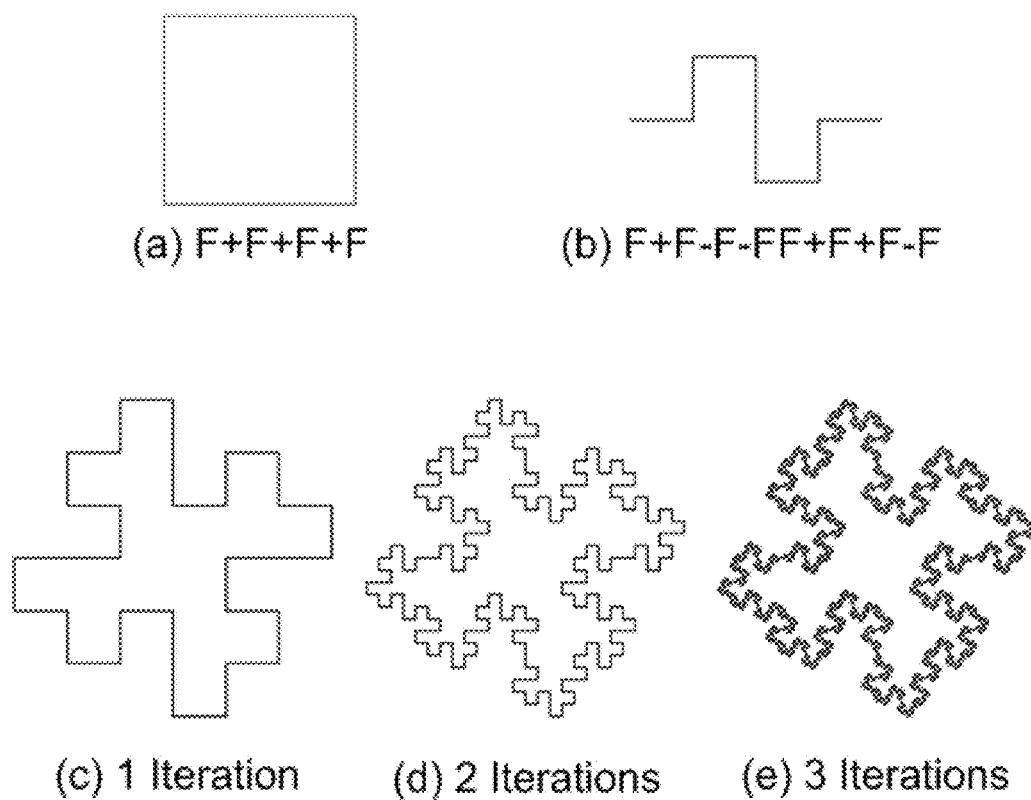 (a) F+F+F+F
(b) F+F-F-FF+F+F-F
(c) 1 Iteration
(d) 2 Iterations
(e) 3 Iterations